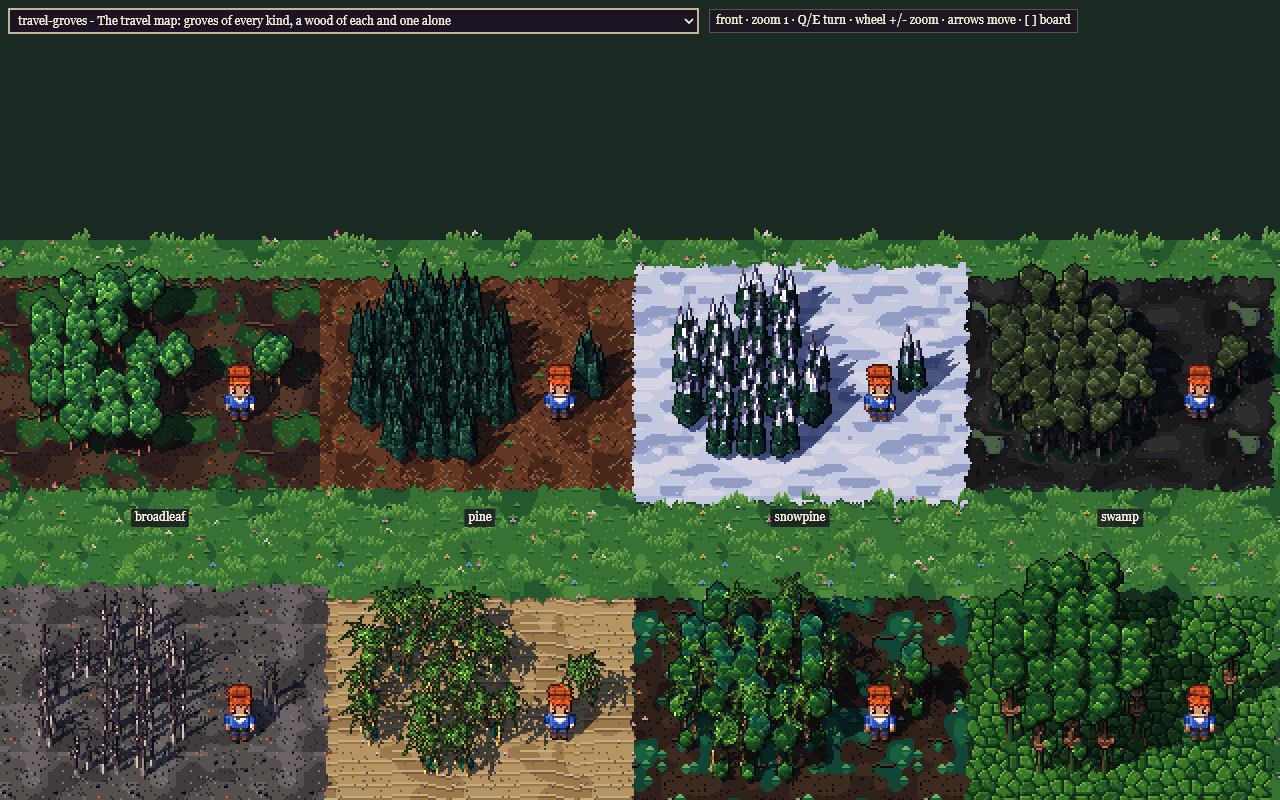 travel-groves - The travel map: groves of every kind, a wood of each and one alone
front · zoom 1 · Q/E turn · wheel +/- zoom · arrows move · [ ] board
broadleaf
pine
snowpine
swamp